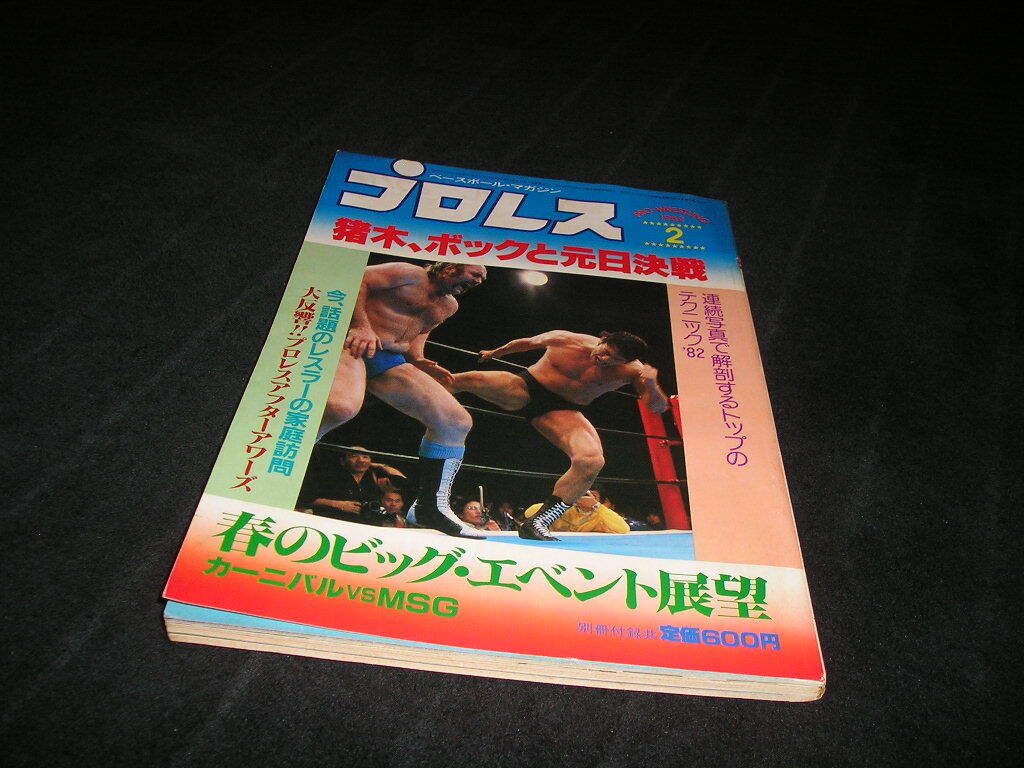 ベースボール・マガジン
プロレス
PRO-WRESTLING
1982
2
猪木、ボックと元日決戦
連続写真で解剖するトップの
テクニック'82
今、話題のレスラーの家庭訪問
大反響!!プロレスアフターアワーズ
春のビッグ・エベント展望
カーニバルVSMSG
別冊付録共 定価600円